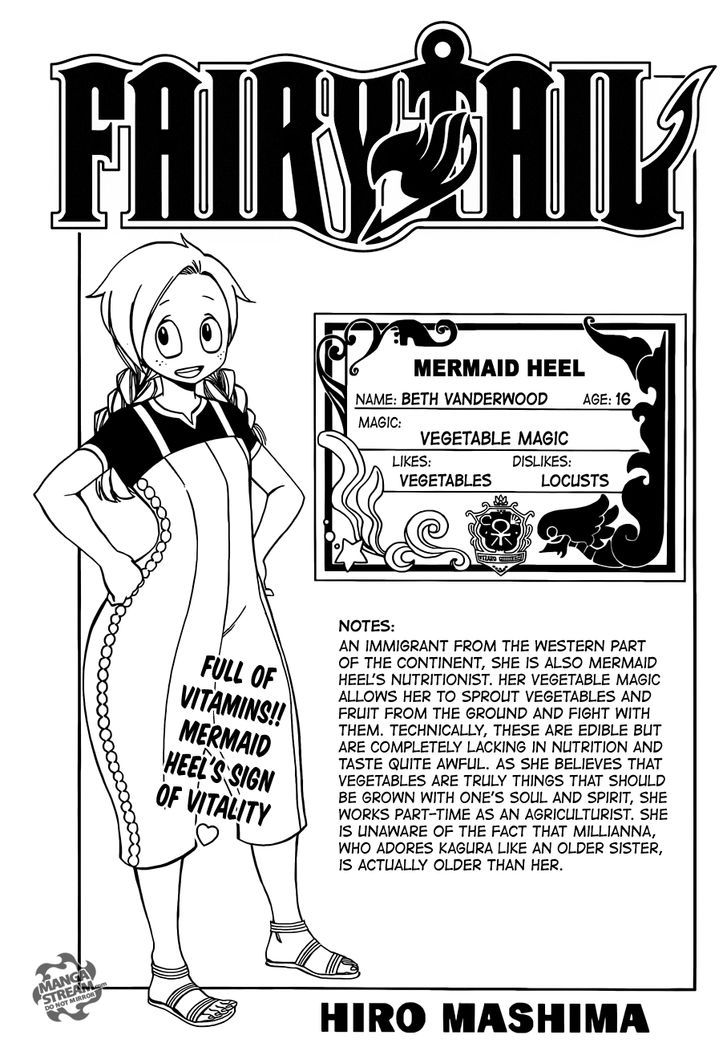 FAIRY TAIL
MERMAID HEEL
NAME: BETH VANDERWOOD AGE: 16
MAGIC:
VEGETABLE MAGIC
LIKES: DISLIKES:
VEGETABLES LOCUSTS
NOTES:
AN IMMIGRANT FROM THE WESTERN PART
OF THE CONTINENT, SHE IS ALSO MERMAID
HEEL'S NUTRITIONIST. HER VEGETABLE MAGIC
ALLOWS HER TO SPROUT VEGETABLES AND
FRUIT FROM THE GROUND AND FIGHT WITH
THEM. TECHNICALLY, THESE ARE EDIBLE BUT
ARE COMPLETELY LACKING IN NUTRITION AND
TASTE QUITE AWFUL. AS SHE BELIEVES THAT
VEGETABLES ARE TRULY THINGS THAT SHOULD
BE GROWN WITH ONE'S SOUL AND SPIRIT, SHE
WORKS PART-TIME AS AN AGRICULTURIST. SHE
IS UNAWARE OF THE FACT THAT MILLIANNA,
WHO ADORES KAGURA LIKE AN OLDER SISTER,
IS ACTUALLY OLDER THAN HER.
FULL OF
VITAMINS!!
MERMAID
HEEL'S SIGN
OF VITALITY
MANGA
STREAM.com
DO NOT MIRROR
HIRO MASHIMA